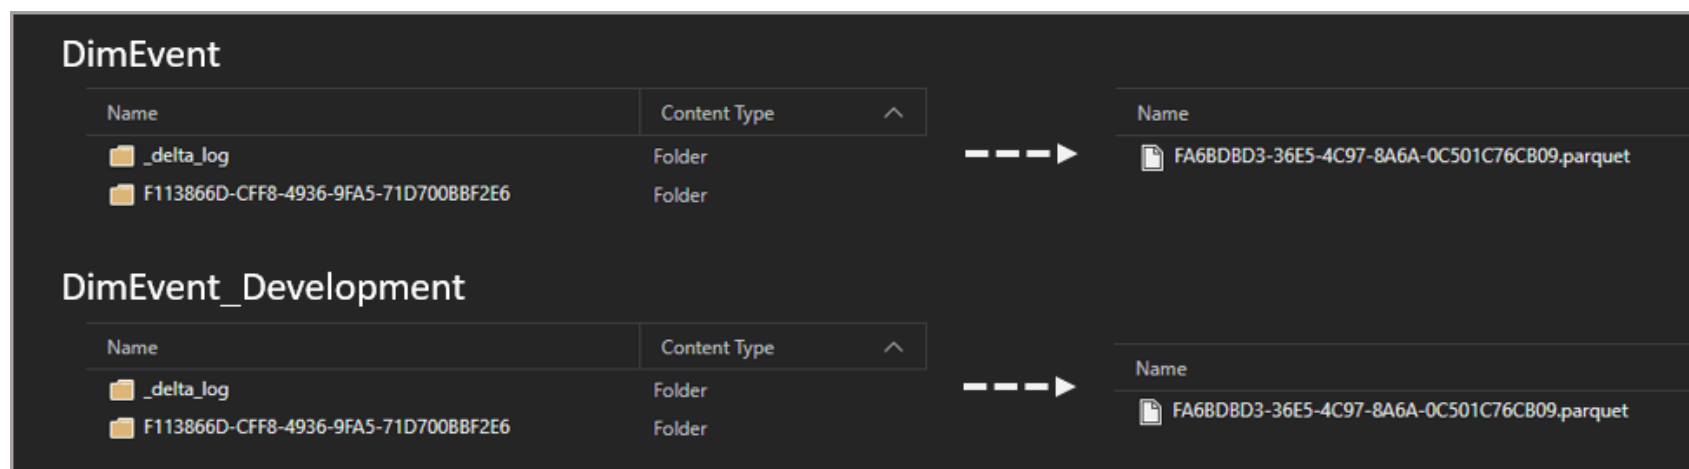 DimEvent
Name Content Type Name
_delta_log Folder FA6BDBD3-36E5-4C97-8A6A-0C501C76CB09.parquet
F113866D-CFF8-4936-9FA5-71D700BBF2E6 Folder
DimEvent_Development
Name Content Type
Name
_delta_log Folder
FA6BDBD3-36E5-4C97-8A6A-0C501C76CB09.parquet
F113866D-CFF8-4936-9FA5-71D700BBF2E6 Folder